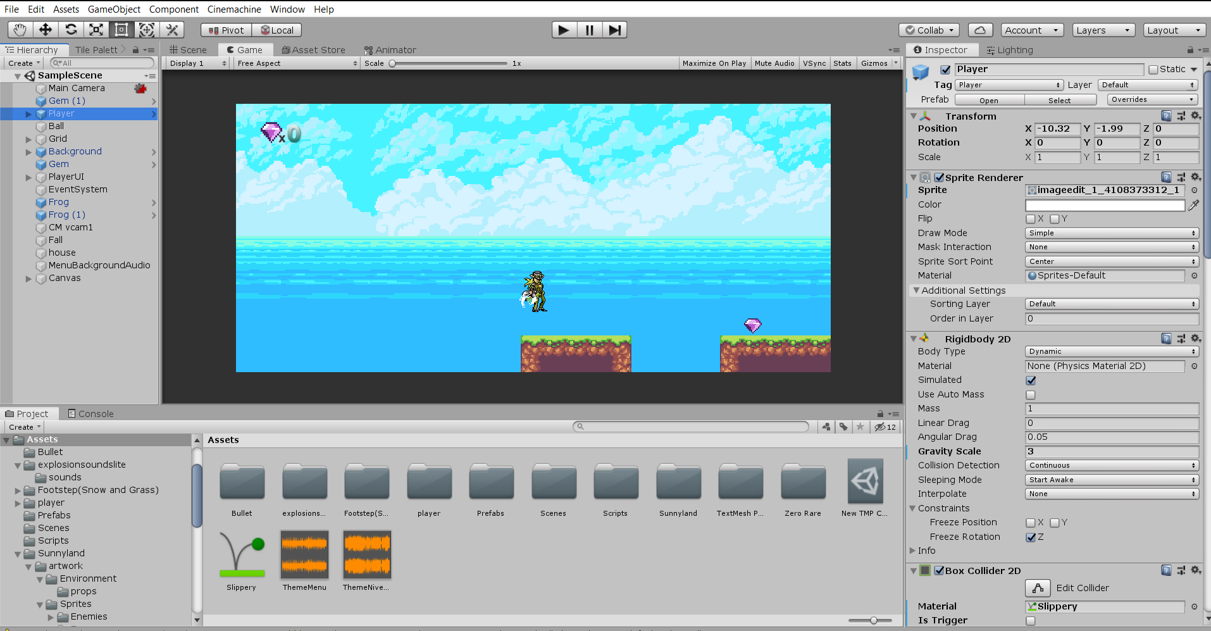 File Edit Assets GameObject Component Cinemachine Window Help
Pivot Local Collab Account Layers Layout
Hierarchy Tile Palett Scene Game Asset Store Animator Inspector Lighting
Create All Display 1 Free Aspect Scale 1x Maximize On Play Mute Audio VSync Stats Gizmos
SampleScene
Main Camera
Gem (1)
Player
Ball
Grid
Background
Gem
PlayerUI
EventSystem
Frog
Frog (1)
CM vcam1
Fall
house
MenuBackgroundAudio
Canvas
x0
Player Static
Tag Player Layer Default
Prefab Open Select Overrides
Transform
Position X -10.32 Y -1.99 Z 0
Rotation X 0 Y 0 Z 0
Scale X 1 Y 1 Z 1
Sprite Renderer
Sprite imageedit_1_4108373312_1
Color
Flip X Y
Draw Mode Simple
Mask Interaction None
Sprite Sort Point Center
Material Sprites-Default
Additional Settings
Sorting Layer Default
Order in Layer 0
Rigidbody 2D
Body Type Dynamic
Material None (Physics Material 2D)
Simulated
Use Auto Mass
Mass 1
Linear Drag 0
Angular Drag 0.05
Gravity Scale 3
Collision Detection Continuous
Sleeping Mode Start Awake
Interpolate None
Constraints
Freeze Position X Y
Freeze Rotation Z
Info
Box Collider 2D
Edit Collider
Material Slippery
Is Trigger
Project Console
Create 12
Assets
Bullet
explosionsoundslite
sounds
Footstep(Snow and Grass)
player
Prefabs
Scenes
Scripts
Sunnyland
artwork
Environment
props
Sprites
Enemies
Assets
Bullet explosions... Footstep(S... player Prefabs Scenes Scripts Sunnyland TextMesh P... Zero Rare New TMP C...
Slippery ThemeMenu ThemeNive...